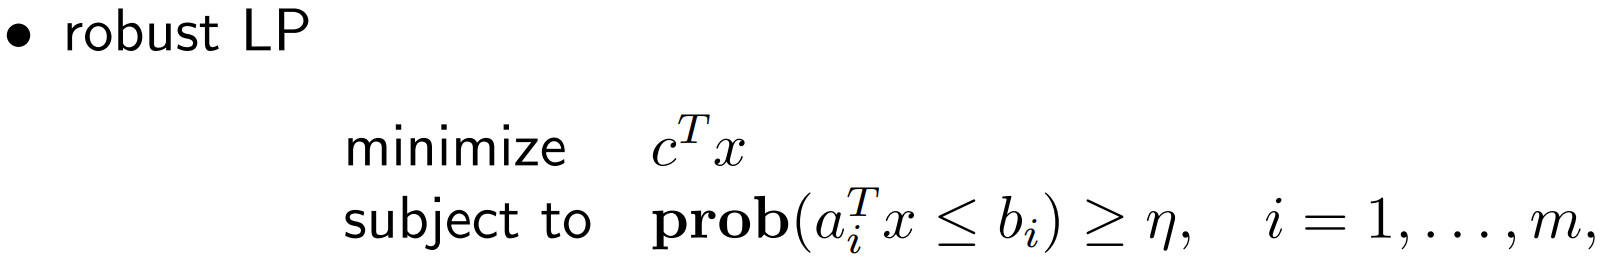 • robust LP
minimize c^T x
subject to prob(a_i^T x ≤ b_i) ≥ η, i = 1, . . . , m,